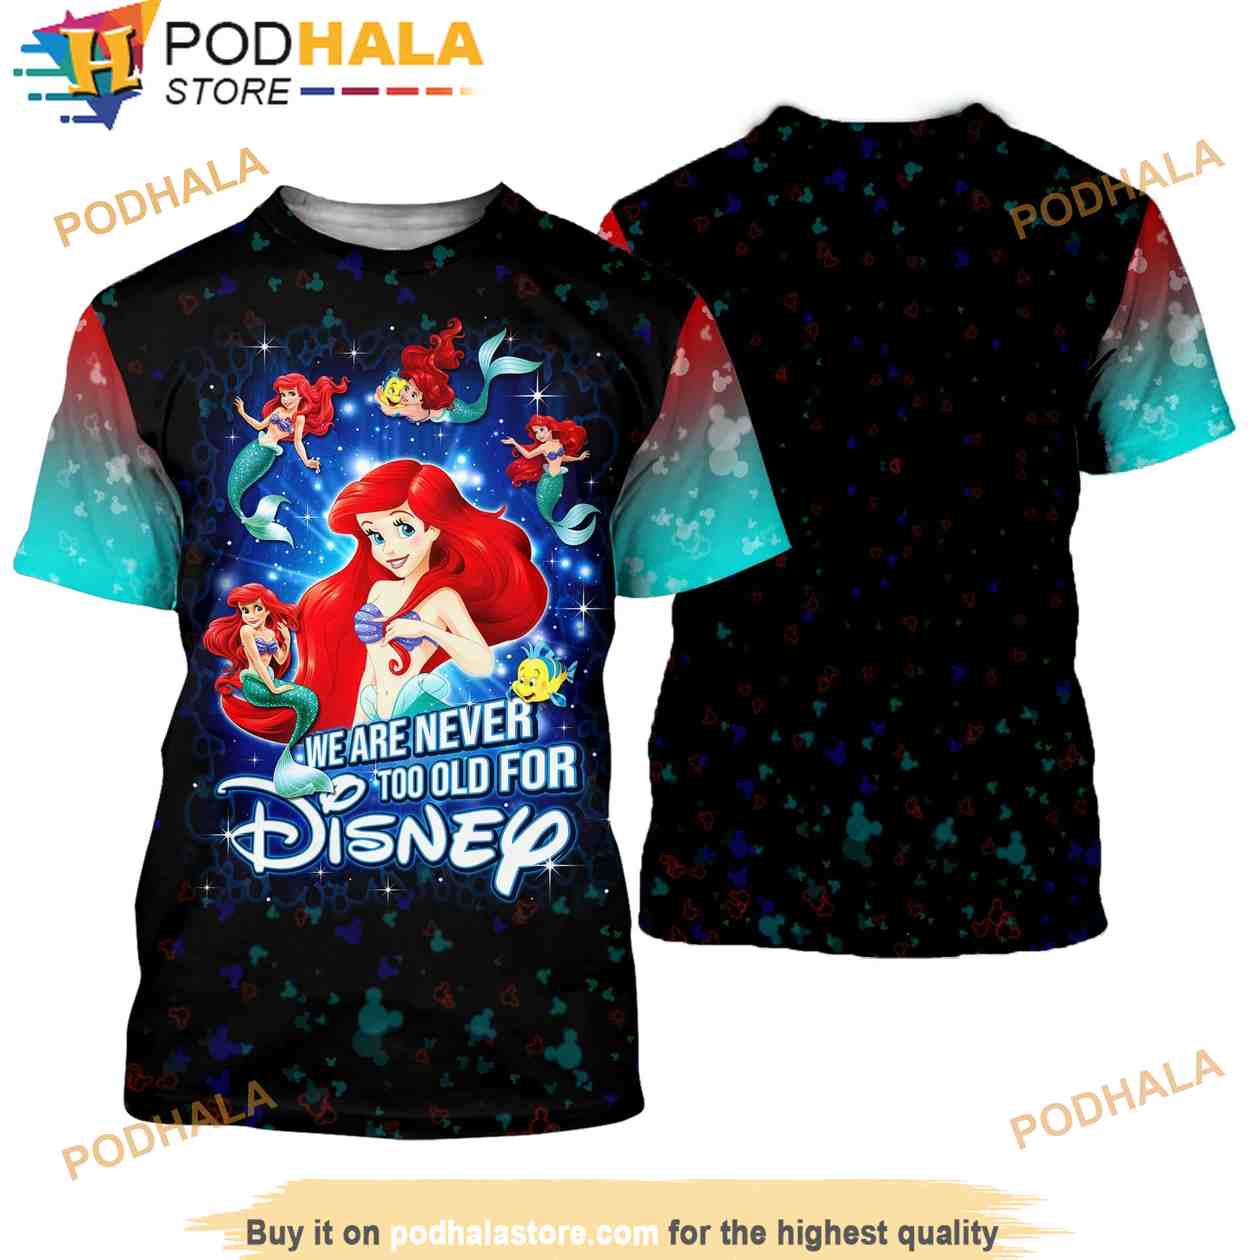 H
PODHALA
STORE
PODHALA
PODHALA
WE ARE NEVER
TOO OLD FOR
Disney
PODHALA
PODHALA
Buy it on podhalastore.com for the highest quality